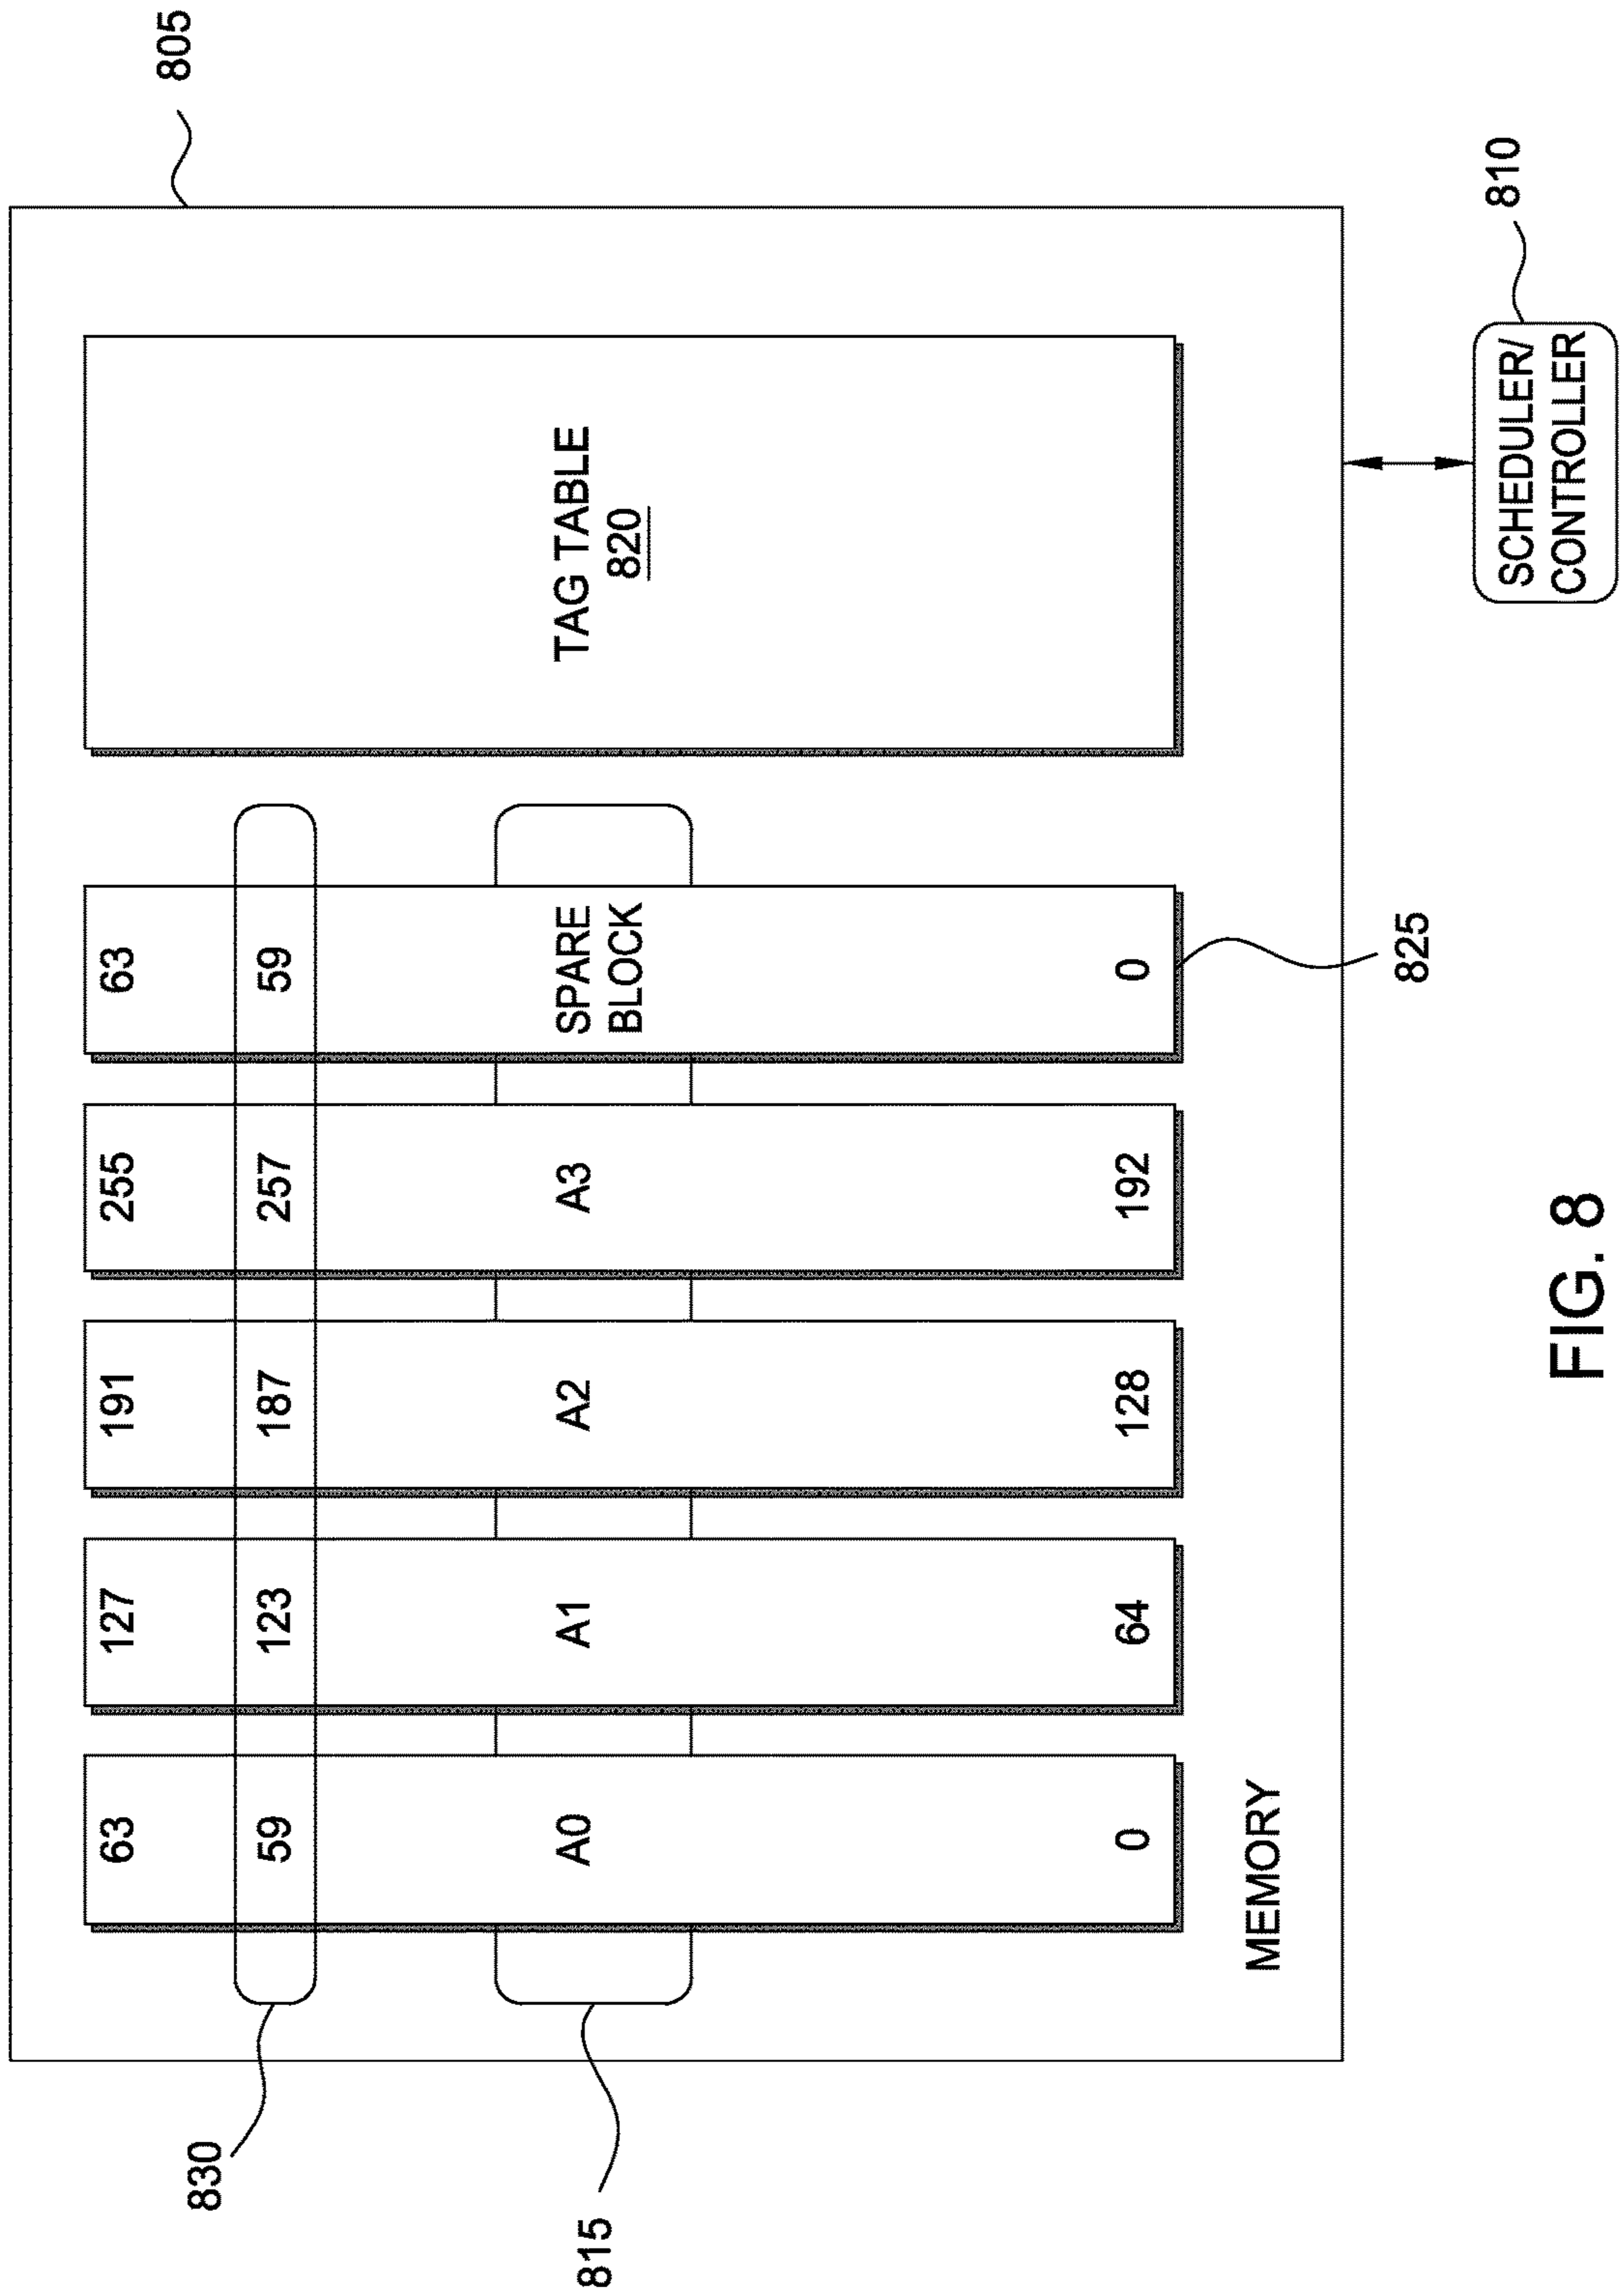 805
63
127
191
255
63
830
59
123
187
257
59
815
A0
A1
A2
A3
SPARE
BLOCK
TAG TABLE
820
0
64
128
192
0
825
MEMORY
810
SCHEDULER/
CONTROLLER
FIG. 8